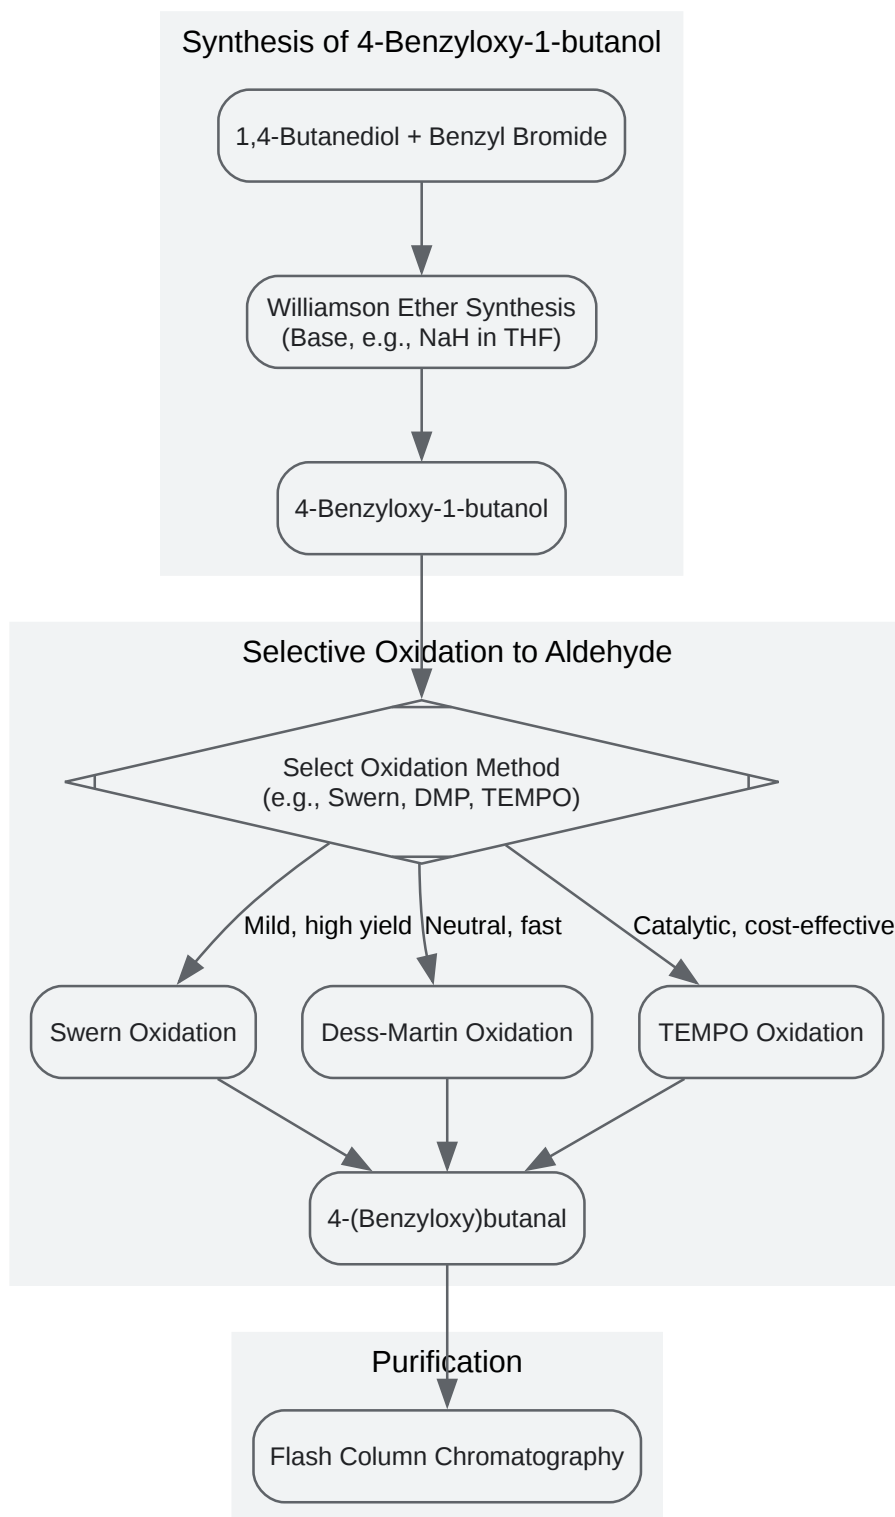 Synthesis of 4-Benzyloxy-1-butanol
1,4-Butanediol + Benzyl Bromide
Williamson Ether Synthesis
(Base, e.g., NaH in THF)
4-Benzyloxy-1-butanol
Selective Oxidation to Aldehyde
Select Oxidation Method
(e.g., Swern, DMP, TEMPO)
Mild, high yield
Neutral, fast
Catalytic, cost-effective
Swern Oxidation
Dess-Martin Oxidation
TEMPO Oxidation
4-(Benzyloxy)butanal
Purification
Flash Column Chromatography